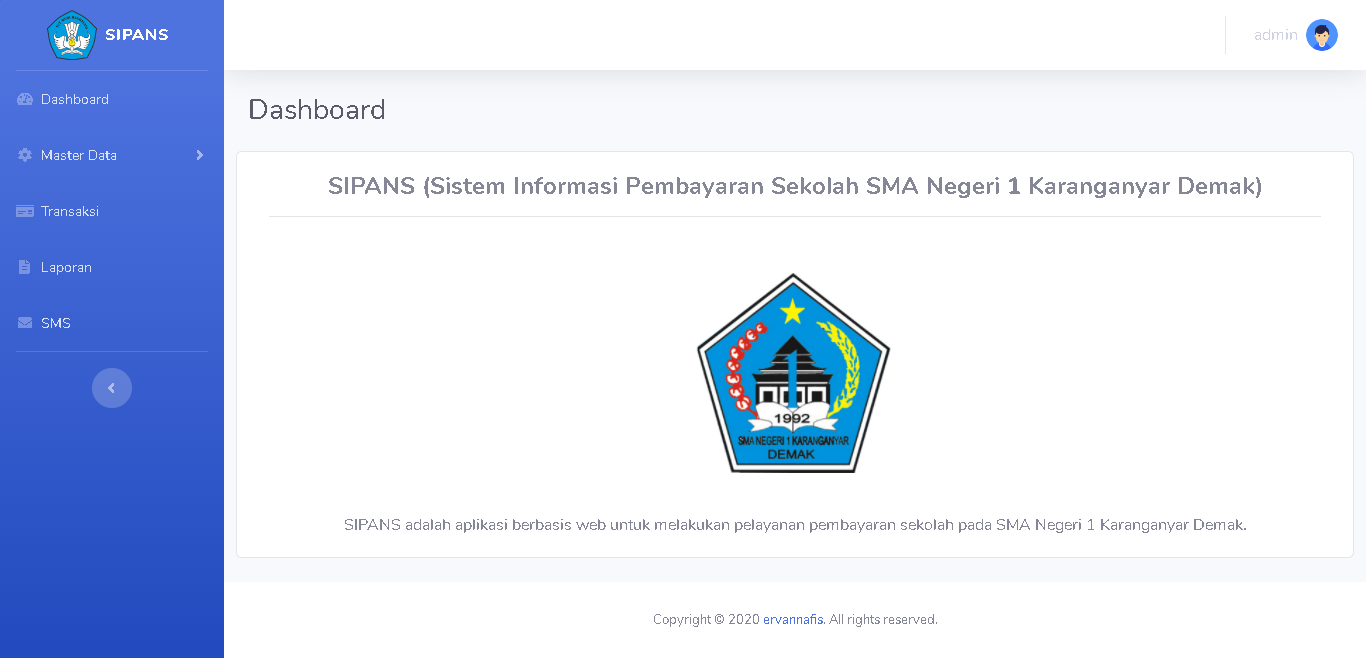 SIPANS
admin
Dashboard
Master Data
Transaksi
Laporan
SMS
Dashboard
SIPANS (Sistem Informasi Pembayaran Sekolah SMA Negeri 1 Karanganyar Demak)
1992
SMA NEGERI 1 KARANGANYAR
DEMAK
SIPANS adalah aplikasi berbasis web untuk melakukan pelayanan pembayaran sekolah pada SMA Negeri 1 Karanganyar Demak.
Copyright © 2020 ervannafis. All rights reserved.